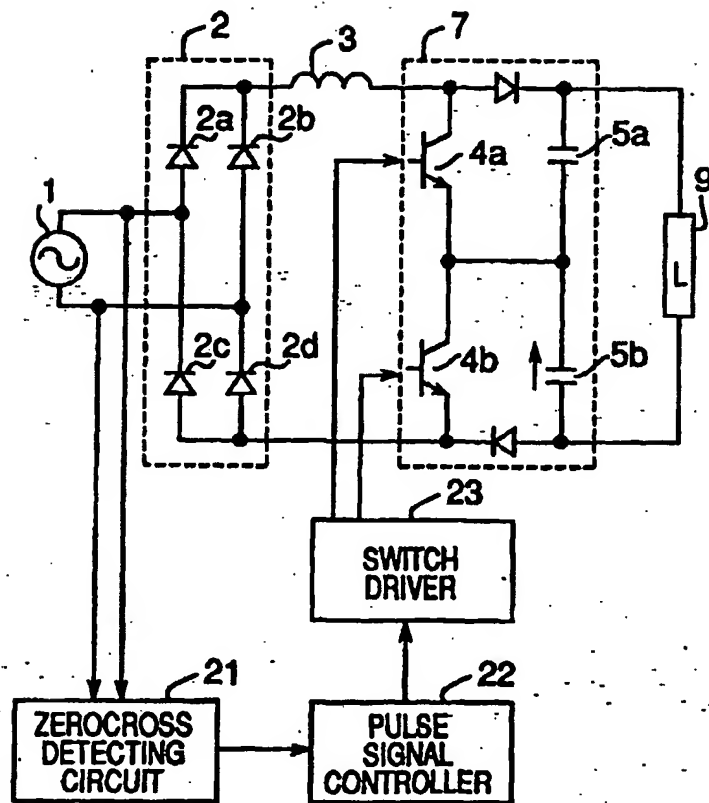 2
3
7
2a
2b
4a
5a
1
9
L
2c
2d
4b
5b
23
SWITCH
DRIVER
21
22
ZEROCROSS
DETECTING
CIRCUIT
PULSE
SIGNAL
CONTROLLER